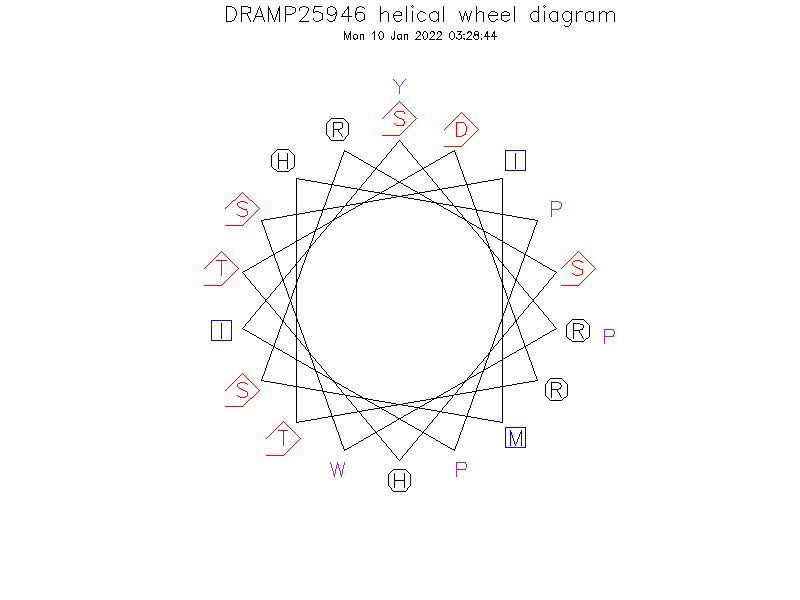 DRAMP25946 helical wheel diagram
Mon 10 Jan 2022 03:28:44
Y
R S D
H I
S P
T S
I R P
S R
T M
W H P